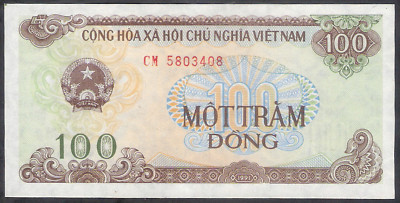 CỘNG HÒA XÃ HỘI CHỦ NGHĨA VIỆT NAM
100
CM 5803408
100
MỘT TRĂM
ĐỒNG
100
1991